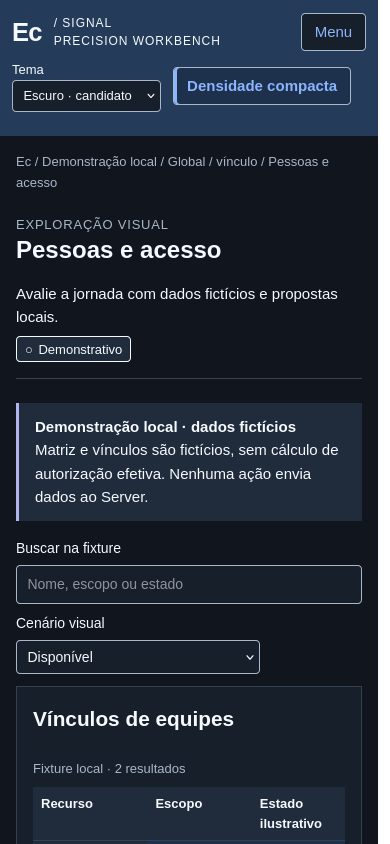 Ec
/ SIGNAL
PRECISION WORKBENCH
Menu
Tema
Escuro · candidato
Densidade compacta
Ec / Demonstração local / Global / vínculo / Pessoas e
acesso
EXPLORAÇÃO VISUAL
Pessoas e acesso
Avalie a jornada com dados fictícios e propostas
locais.
○ Demonstrativo
Demonstração local · dados fictícios
Matriz e vínculos são fictícios, sem cálculo de
autorização efetiva. Nenhuma ação envia
dados ao Server.
Buscar na fixture
Nome, escopo ou estado
Cenário visual
Disponível
Vínculos de equipes
Fixture local · 2 resultados
Recurso Escopo Estado
ilustrativo